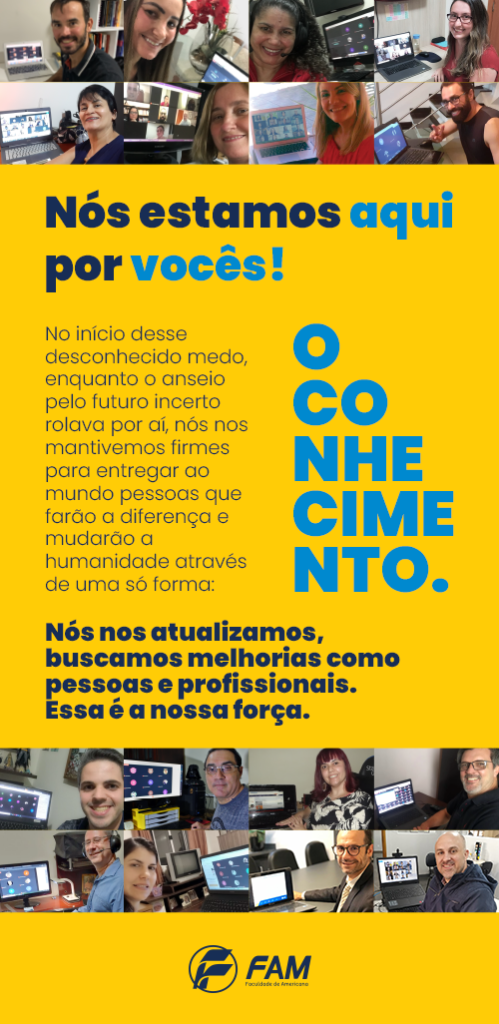 Nós estamos aqui
por vocês!
No início desse
desconhecido medo,
enquanto o anseio
pelo futuro incerto
rolava por aí, nós nos
mantivemos firmes
para entregar ao
mundo pessoas que
farão a diferença e
mudarão a
humanidade através
de uma só forma:
O
CO
NHE
CIME
NTO.
Nós nos atualizamos,
buscamos melhorias como
pessoas e profissionais.
Essa é a nossa força.
FAM
Faculdade de Americana